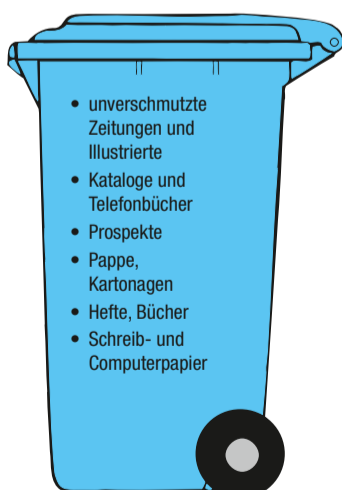 • unverschmutzte
Zeitungen und
Illustrierte
• Kataloge und
Telefonbücher
• Prospekte
• Pappe,
Kartonagen
• Hefte, Bücher
• Schreib- und
Computerpapier